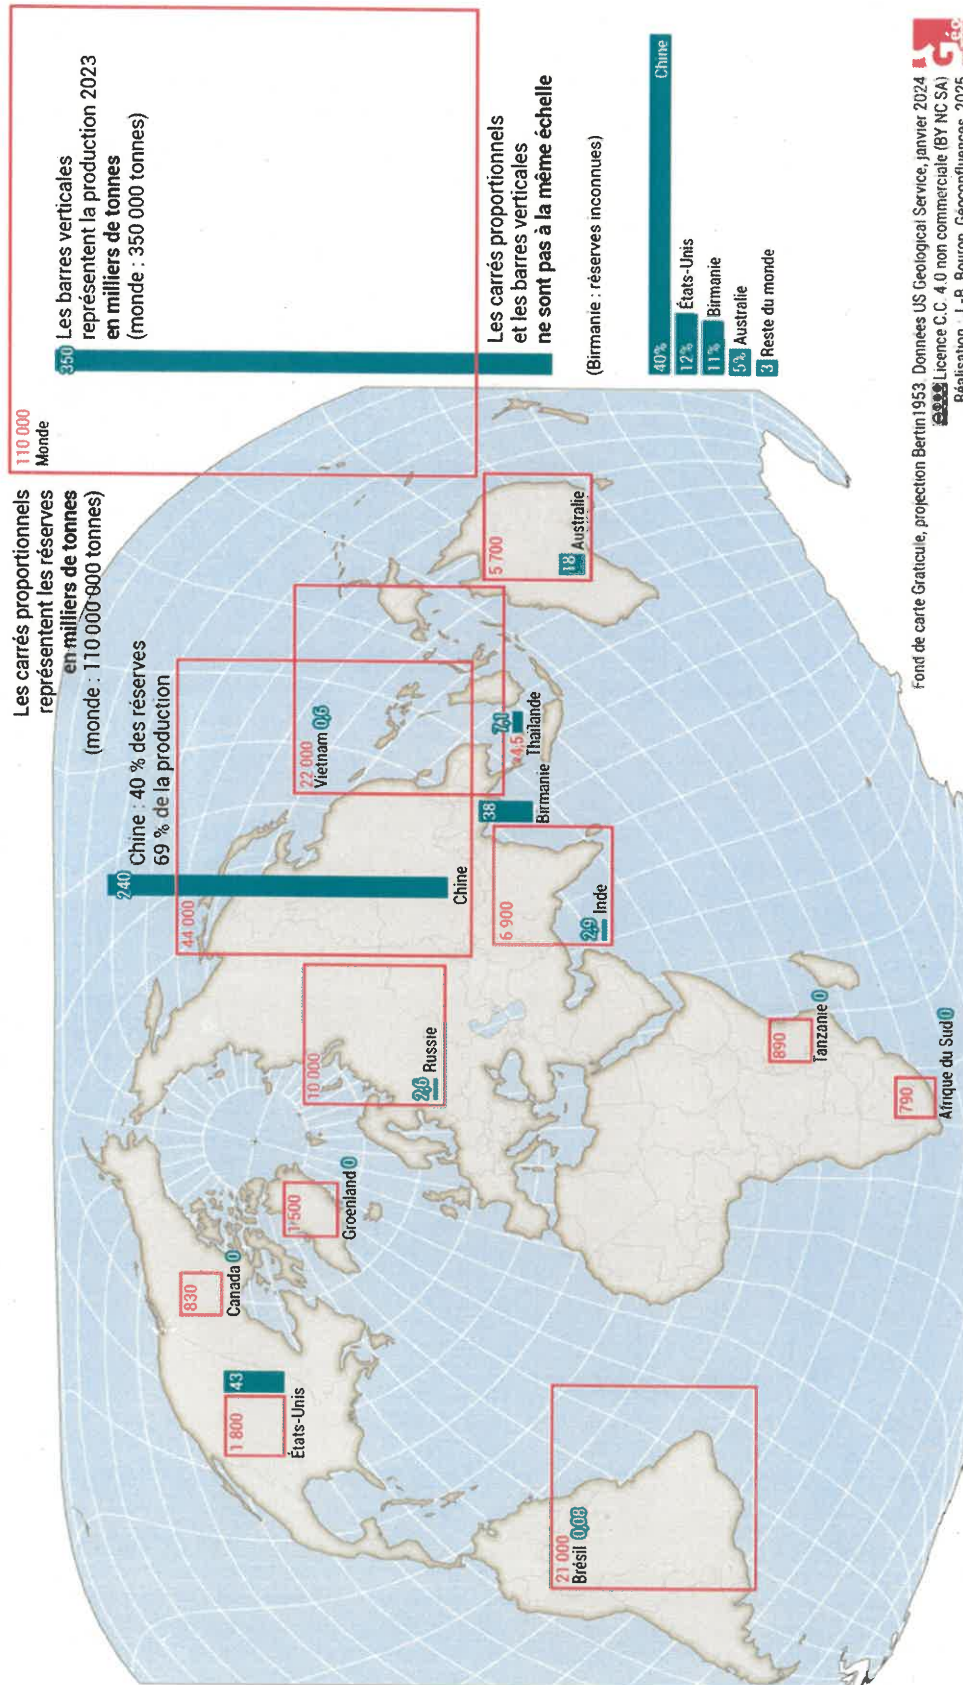 Les carrés proportionnels
représentent les réserves
en milliers de tonnes
(monde : 110 000 000 tonnes)
110 000
Monde
350
Les barres verticales
représentent la production 2023
en milliers de tonnes
(monde : 350 000 tonnes)
Les carrés proportionnels
et les barres verticales
ne sont pas à la même échelle
(Birmanie : réserves inconnues)
40% Chine
12% États-Unis
11% Birmanie
5% Australie
3 Reste du monde
240
Chine : 40 % des réserves
69 % de la production
44 000
Chine
22 000
Vietnam 0,6
7,1
4,5
Thaïlande
38
Birmanie
5 700
18 Australie
6 900
2,9 Inde
10 000
2,6 Russie
1 500
Groenland 0
830
Canada 0
1 800
43
États-Unis
21 000
Brésil 0,08
890
Tanzanie 0
790
Afrique du Sud 0
Fond de carte Graticule, projection Bertin1953. Données US Geological Service, janvier 2024
Licence C.C. 4.0 non commerciale (BY NC SA)
Réalisation : J.-B. Bouron, Géoconfluences, 2025
Géo